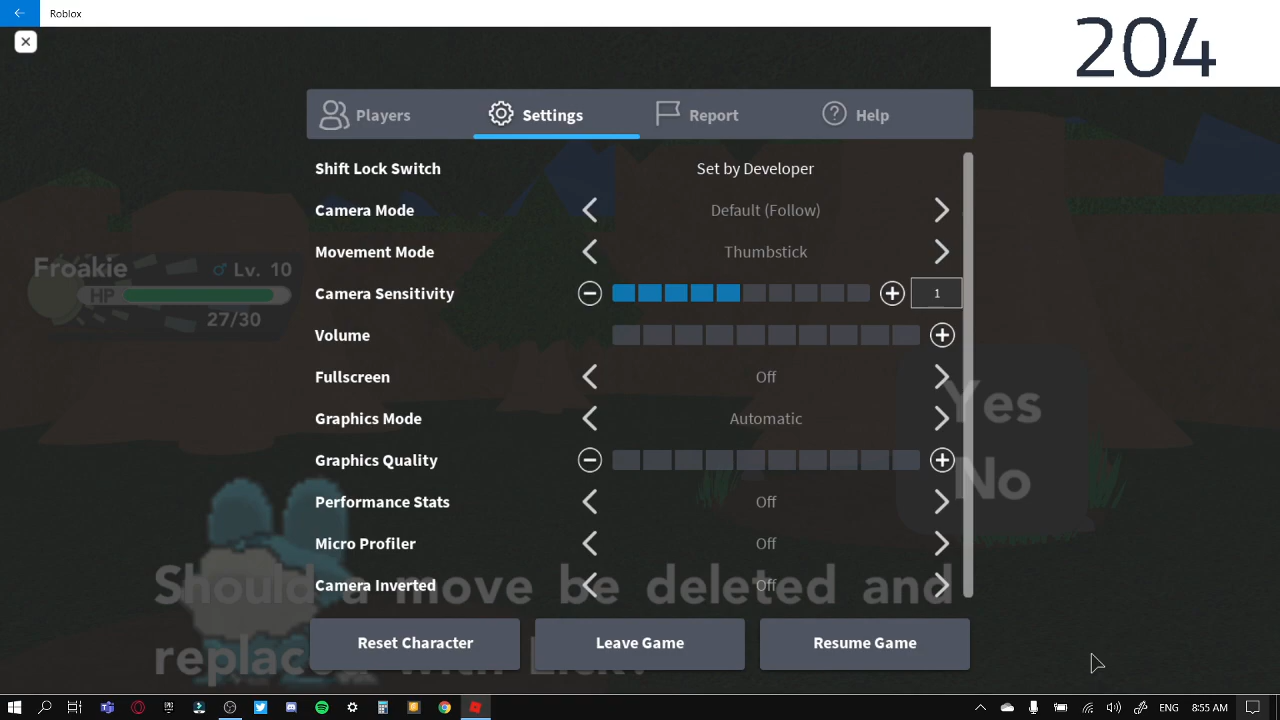 Roblox
204
Players
Settings
Report
Help
Shift Lock Switch
Set by Developer
Camera Mode
Default (Follow)
Froakie
♂ Lv. 10
HP
27/30
Movement Mode
Thumbstick
Camera Sensitivity
1
Volume
Fullscreen
Off
Graphics Mode
Automatic
Yes
Graphics Quality
No
Performance Stats
Off
Micro Profiler
Off
Camera Inverted
Off
Should a move be deleted and
replaced with Lick?
Reset Character
Leave Game
Resume Game
ENG
8:55 AM